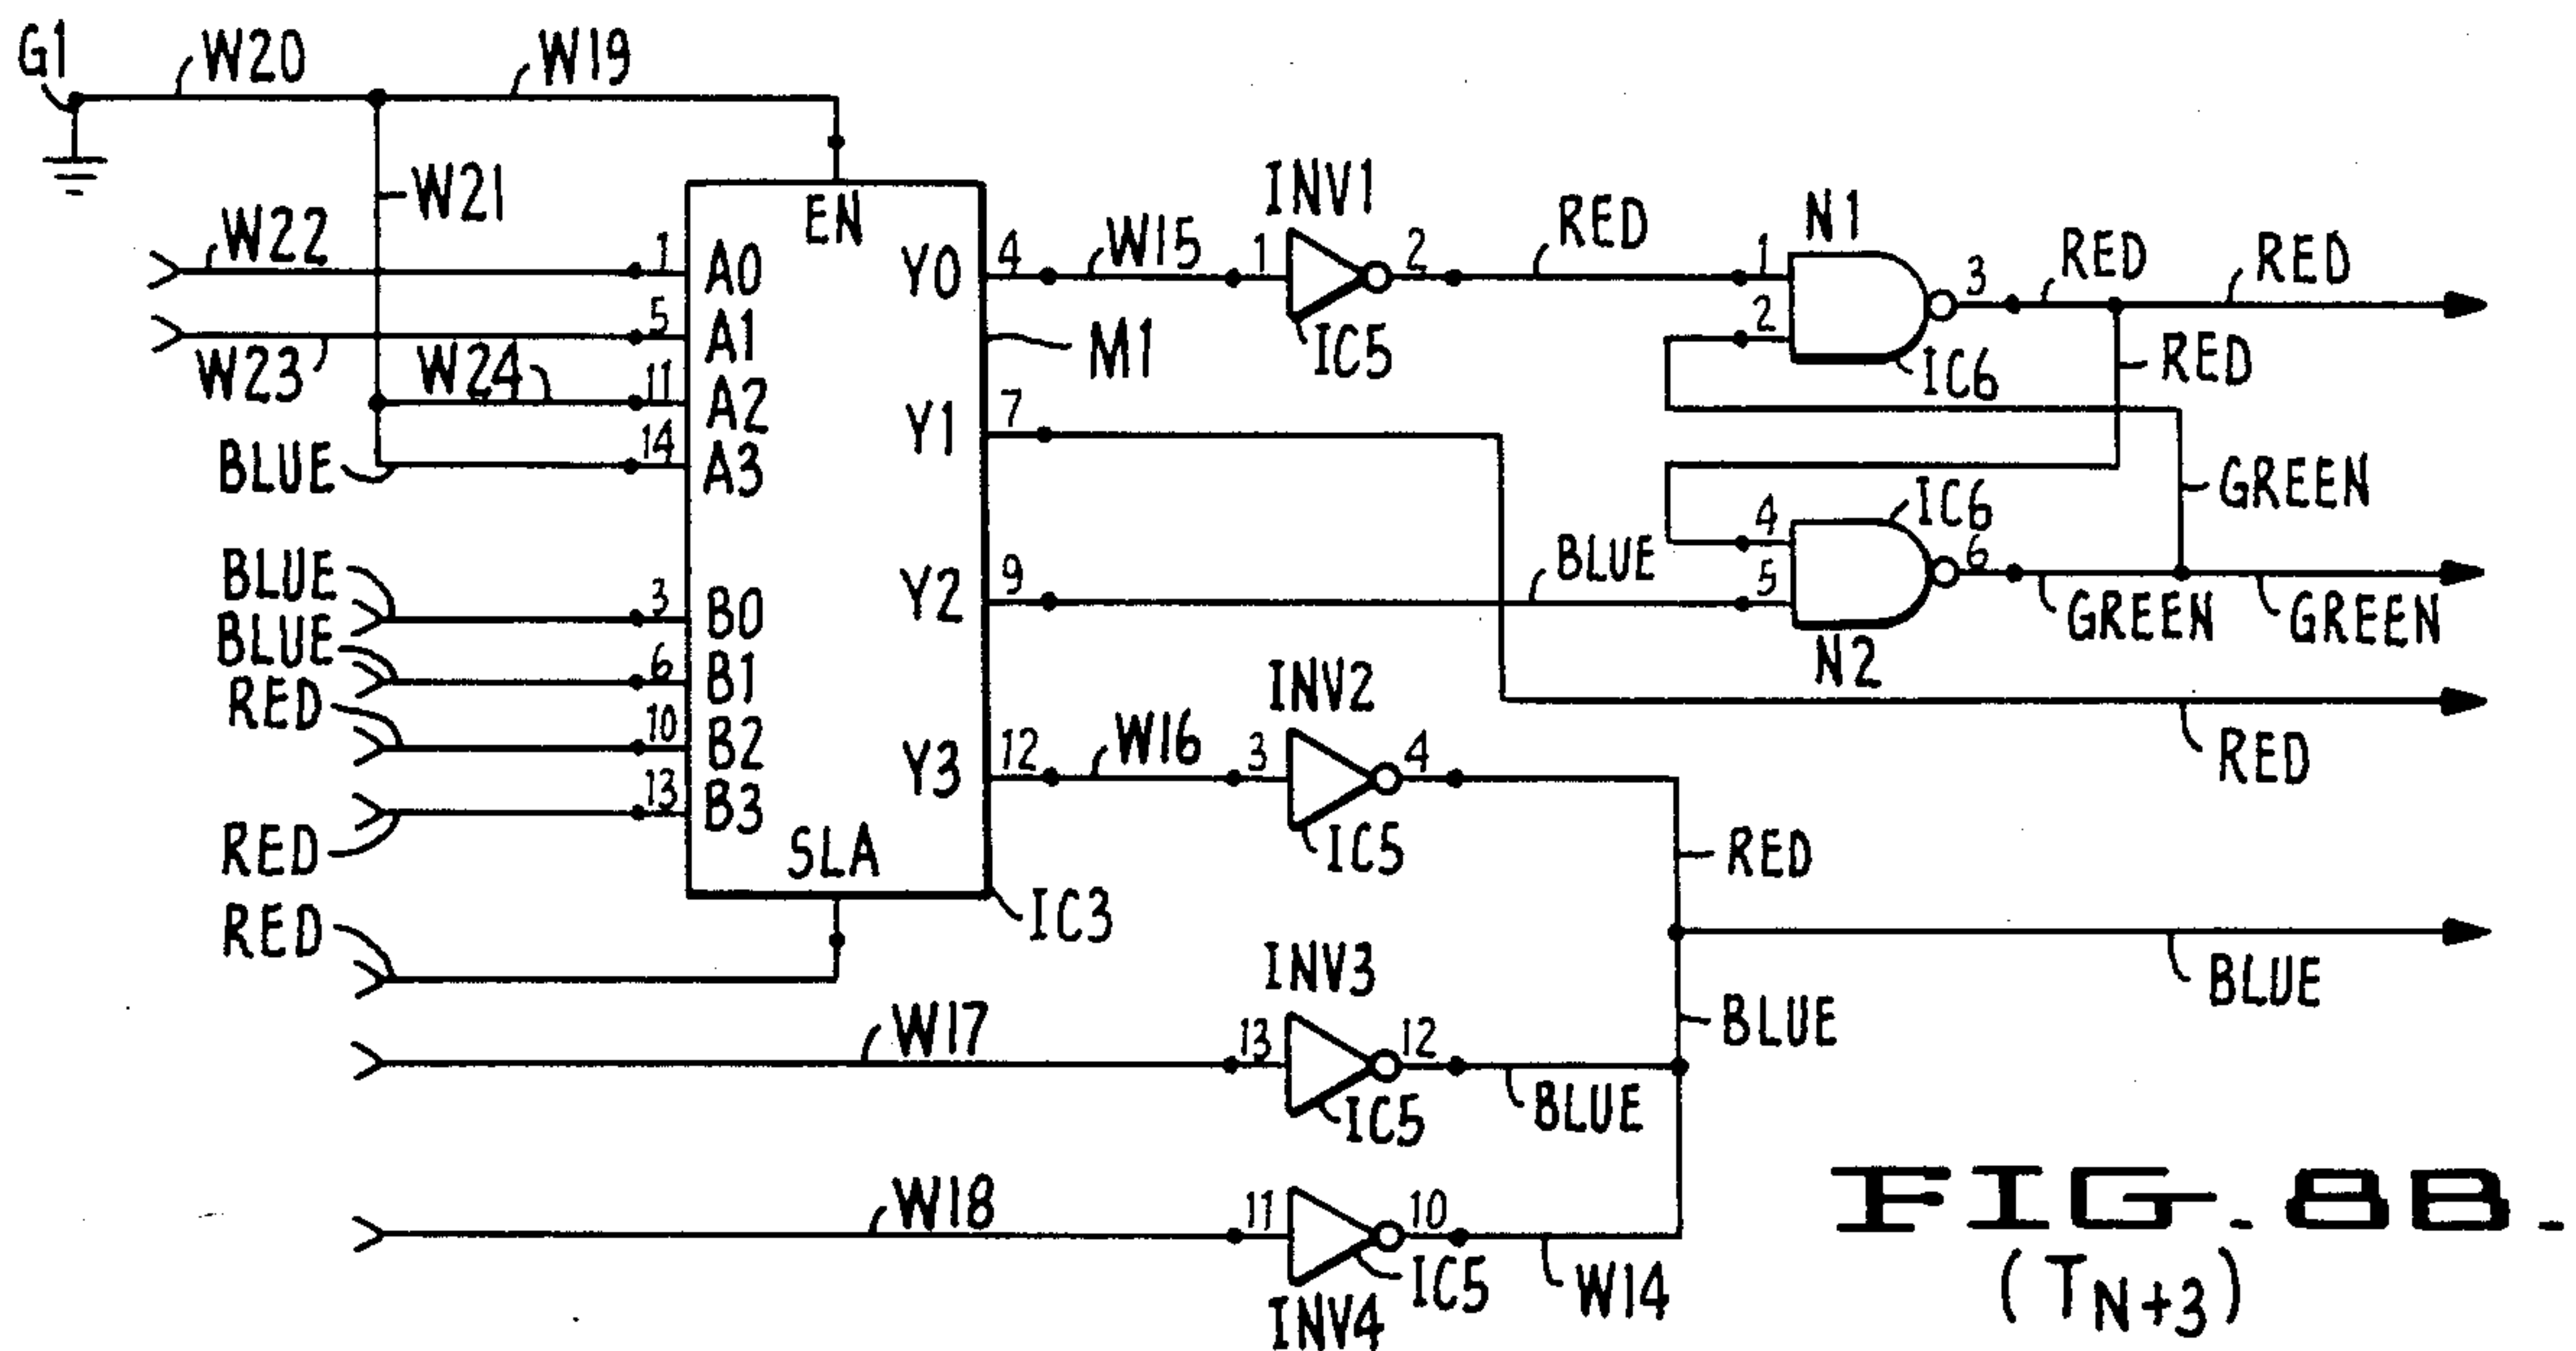 G1
W20
W19
W21
W22
W23
W24
BLUE
BLUE
BLUE
RED
RED
RED
1
5
11
14
3
6
10
13
EN
A0
A1
A2
A3
B0
B1
B2
B3
SLA
Y0
Y1
Y2
Y3
4
7
9
12
M1
IC3
W15
INV1
1
2
IC5
RED
1
2
N1
3
IC6
RED
RED
RED
GREEN
4
5
IC6
6
N2
BLUE
GREEN
GREEN
RED
W16
INV2
3
4
IC5
RED
BLUE
BLUE
W17
INV3
13
12
IC5
BLUE
W18
11
10
IC5
INV4
W14
FIG. 8B.
(TN+3)